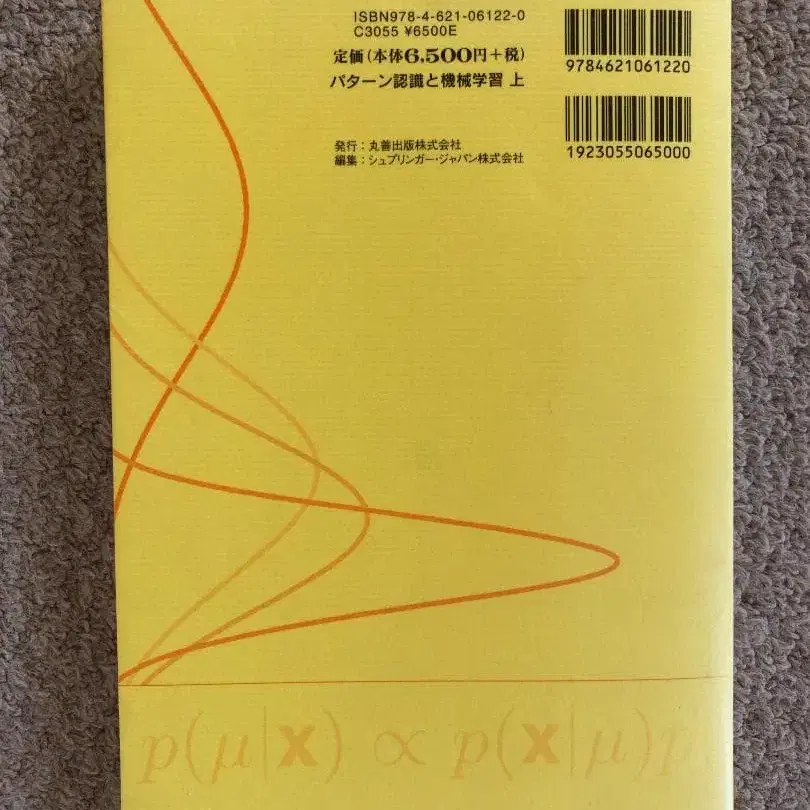 ISBN978-4-621-06122-0
C3055 ¥6500E
定価(本体6,500円+税)
パターン認識と機械学習 上
9784621061220
1923055065000
発行：丸善出版株式会社
編集：シュプリンガー・ジャパン株式会社
p(μ|x) ∝ p(x|μ)p